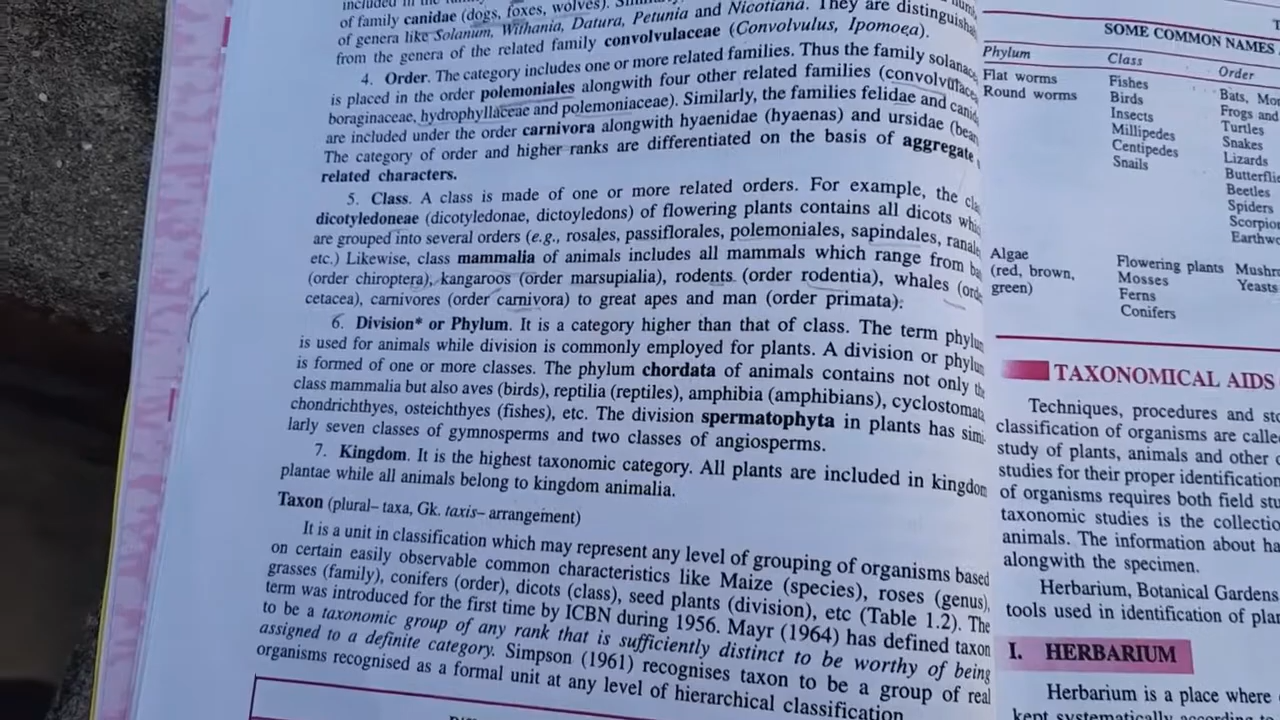 of family canidae (dogs, foxes, wolves).
of genera like Solanum, Withania, Datura, Petunia and Nicotiana. They are
from the genera of the related family convolvulaceae (Convolvulus, Ipomoea).
4. Order. The category includes one or more related families. Thus the family
is placed in the order polemoniales alongwith four other related families
boraginaceae, hydrophyllaceae and polemoniaceae). Similarly, the families felidae and
are included under the order carnivora alongwith hyaenidae (hyaenas) and ursidae
The category of order and higher ranks are differentiated on the basis of aggregate
related characters.
5. Class. A class is made of one or more related orders. For example, the
dicotyledoneae (dicotyledonae, dictoyledons) of flowering plants contains all dicots
are grouped into several orders (e.g., rosales, passiflorales, polemoniales, sapindales,
etc.) Likewise, class mammalia of animals includes all mammals which range from
(order chiroptera), kangaroos (order marsupialia), rodents (order rodentia), whales
cetacea), carnivores (order carnivora) to great apes and man (order primata).
6. Division* or Phylum. It is a category higher than that of class. The term
is used for animals while division is commonly employed for plants. A division or
is formed of one or more classes. The phylum chordata of animals contains not only
class mammalia but also aves (birds), reptilia (reptiles), amphibia (amphibians),
chondrichthyes, osteichthyes (fishes), etc. The division spermatophyta in plants has simi-
larly seven classes of gymnosperms and two classes of angiosperms.
7. Kingdom. It is the highest taxonomic category. All plants are included in kingdom
plantae while all animals belong to kingdom animalia.
Taxon (plural– taxa, Gk. taxis– arrangement)
It is a unit in classification which may represent any level of grouping of organisms based
on certain easily observable common characteristics like Maize (species), roses (genus),
grasses (family), conifers (order), dicots (class), seed plants (division), etc (Table 1.2). The
term was introduced for the first time by ICBN during 1956. Mayr (1964) has defined taxon
to be a taxonomic group of any rank that is sufficiently distinct to be worthy of being
assigned to a definite category. Simpson (1961) recognises taxon to be a group of real
organisms recognised as a formal unit at any level of hierarchical classification
SOME COMMON NAMES
Phylum Class Order
Flat worms Fishes Bats,
Round worms Birds Frogs and
Insects Turtles
Millipedes Snakes
Centipedes Lizards
Snails
Beetles
Spiders
Algae Flowering plants
(red, brown, Mosses Yeasts
green) Ferns
Conifers
TAXONOMICAL AIDS
Techniques, procedures and
classification of organisms are
study of plants, animals and other
studies for their proper identification
of organisms requires both field
taxonomic studies is the
animals. The information about
alongwith the specimen.
Herbarium, Botanical Gardens
tools used in identification of
I. HERBARIUM
Herbarium is a place where
kept systematically